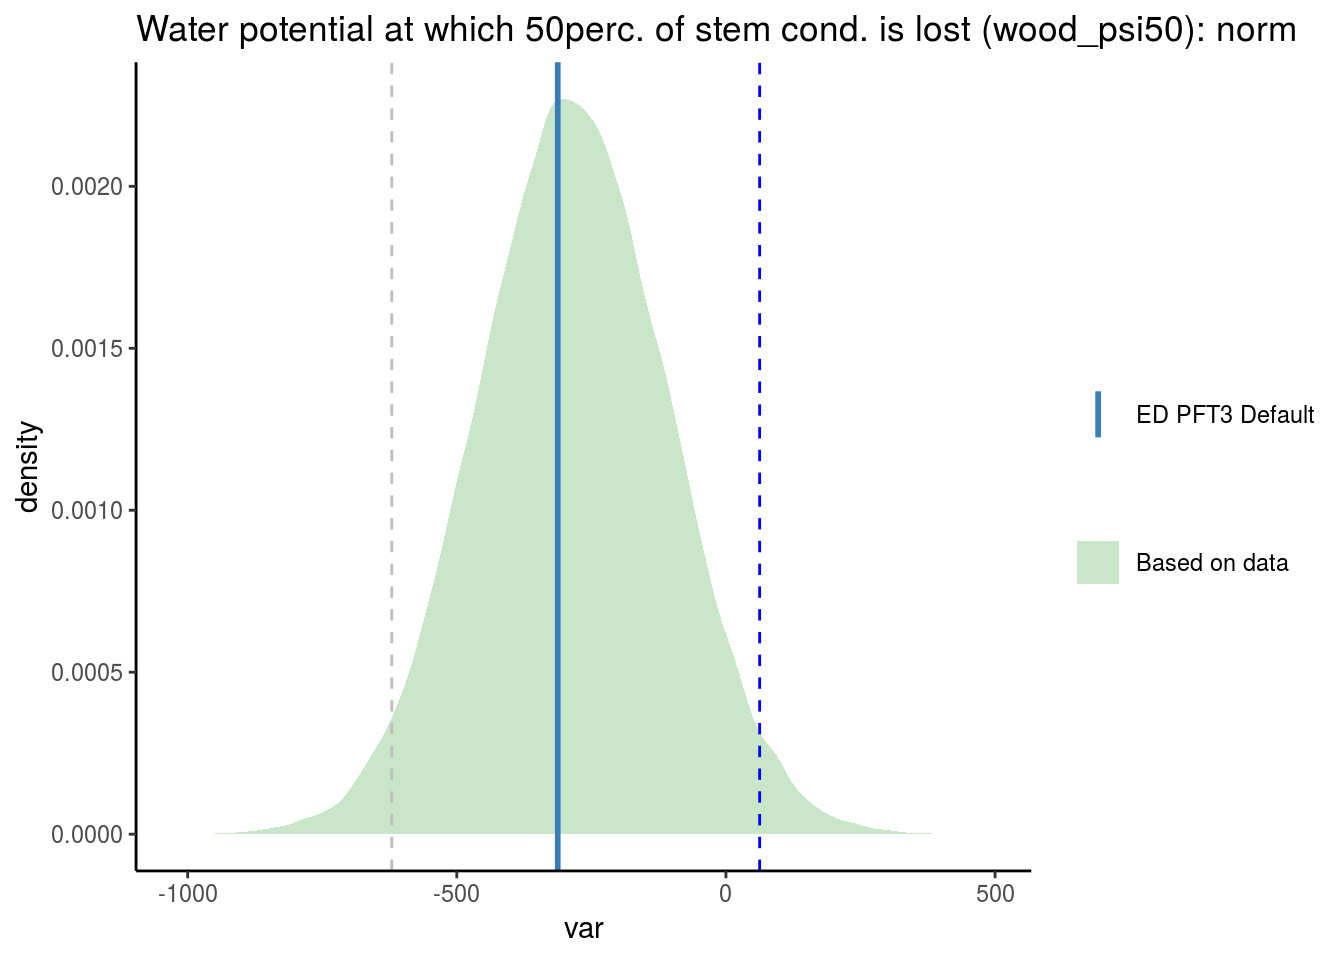 Water potential at which 50perc. of stem cond. is lost (wood_psi50): norm
density
0.0020
0.0015
0.0010
0.0005
0.0000
-1000
-500
0
500
var
ED PFT3 Default
Based on data